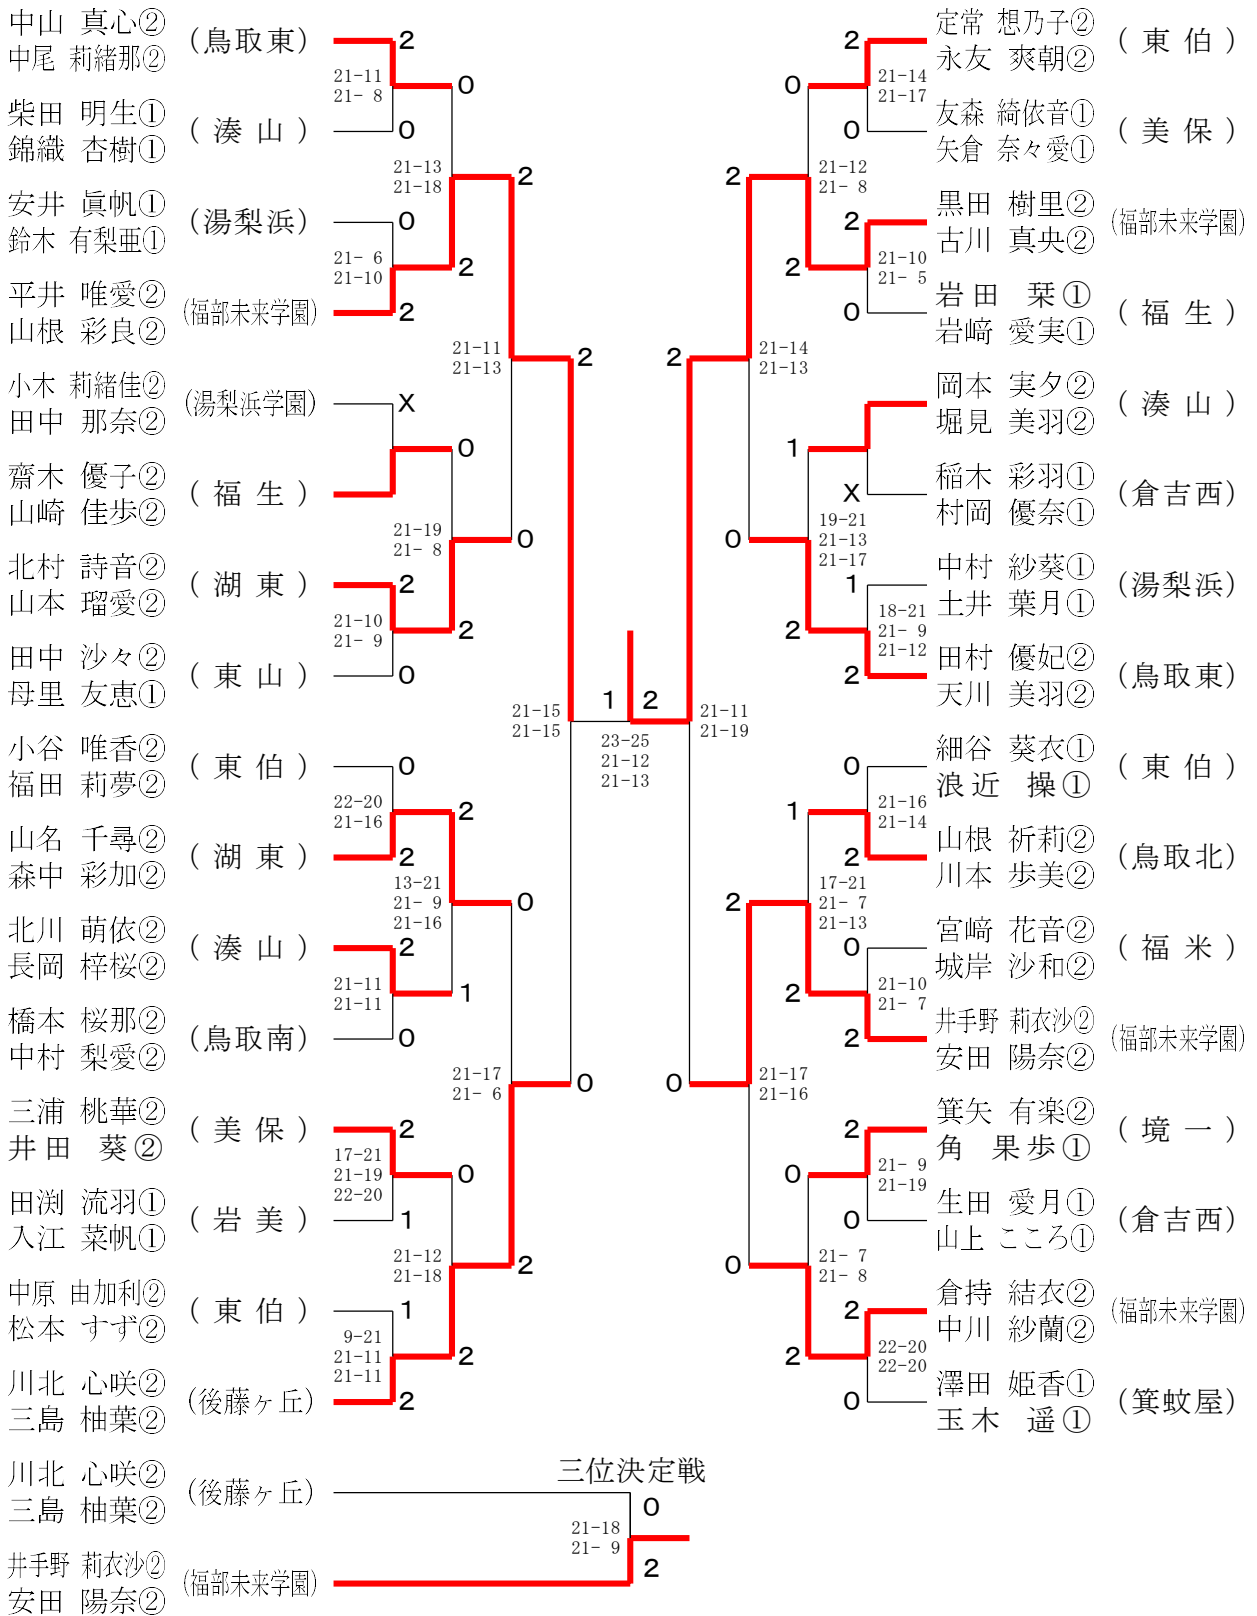 中山 真心②
中尾 莉緒那②
(鳥取東)
2
21-11
21- 8
0
柴田 明生①
錦織 杏樹①
(湊山)
0
21-13
21-18
2
安井 眞帆①
鈴木 有梨亜①
(湯梨浜)
0
21- 6
21-10
2
平井 唯愛②
山根 彩良②
(福部未来学園)
2
21-11
21-13
2
小木 莉緒佳②
田中 那奈②
(湯梨浜学園)
X
0
齋木 優子②
山崎 佳歩②
(福生)
21-19
21- 8
0
北村 詩音②
山本 瑠愛②
(湖東)
2
21-10
21- 9
2
田中 沙々②
母里 友恵①
(東山)
0
21-15
21-15
小谷 唯香②
福田 莉夢②
(東伯)
0
22-20
21-16
2
山名 千尋②
森中 彩加②
(湖東)
2
13-21
21- 9
21-16
0
北川 萌依②
長岡 梓桜②
(湊山)
2
21-11
21-11
1
橋本 桜那②
中村 梨愛②
(鳥取南)
0
21-17
21- 6
0
三浦 桃華②
井田 葵②
(美保)
2
17-21
21-19
22-20
0
田渕 流羽①
入江 菜帆①
(岩美)
1
21-12
21-18
2
中原 由加利②
松本 すず②
(東伯)
1
9-21
21-11
21-11
2
川北 心咲②
三島 柚葉②
(後藤ヶ丘)
2
1
2
23-25
21-12
21-13
定常 想乃子②
永友 爽朝②
(東伯)
2
21-14
21-17
0
友森 綺依音①
矢倉 奈々愛①
(美保)
0
21-12
21- 8
2
黒田 樹里②
古川 真央②
(福部未来学園)
2
21-10
21- 5
2
岩田 栞①
岩﨑 愛実①
(福生)
0
21-14
21-13
2
岡本 実夕②
堀見 美羽②
(湊山)
1
稲木 彩羽①
村岡 優奈①
(倉吉西)
X
19-21
21-13
21-17
0
中村 紗葵①
土井 葉月①
(湯梨浜)
1
18-21
21- 9
21-12
2
田村 優妃②
天川 美羽②
(鳥取東)
2
21-11
21-19
細谷 葵衣①
浪近 操①
(東伯)
0
21-16
21-14
1
山根 祈莉②
川本 歩美②
(鳥取北)
2
17-21
21- 7
21-13
2
宮﨑 花音②
城岸 沙和②
(福米)
0
21-10
21- 7
2
井手野 莉衣沙②
安田 陽奈②
(福部未来学園)
2
21-17
21-16
0
箕矢 有楽②
角 果歩①
(境一)
2
21- 9
21-19
0
生田 愛月①
山上 こころ①
(倉吉西)
0
21- 7
21- 8
0
倉持 結衣②
中川 紗蘭②
(福部未来学園)
2
22-20
22-20
2
澤田 姫香①
玉木 遥①
(箕蚊屋)
0
三位決定戦
川北 心咲②
三島 柚葉②
(後藤ヶ丘)
0
21-18
21- 9
2
井手野 莉衣沙②
安田 陽奈②
(福部未来学園)